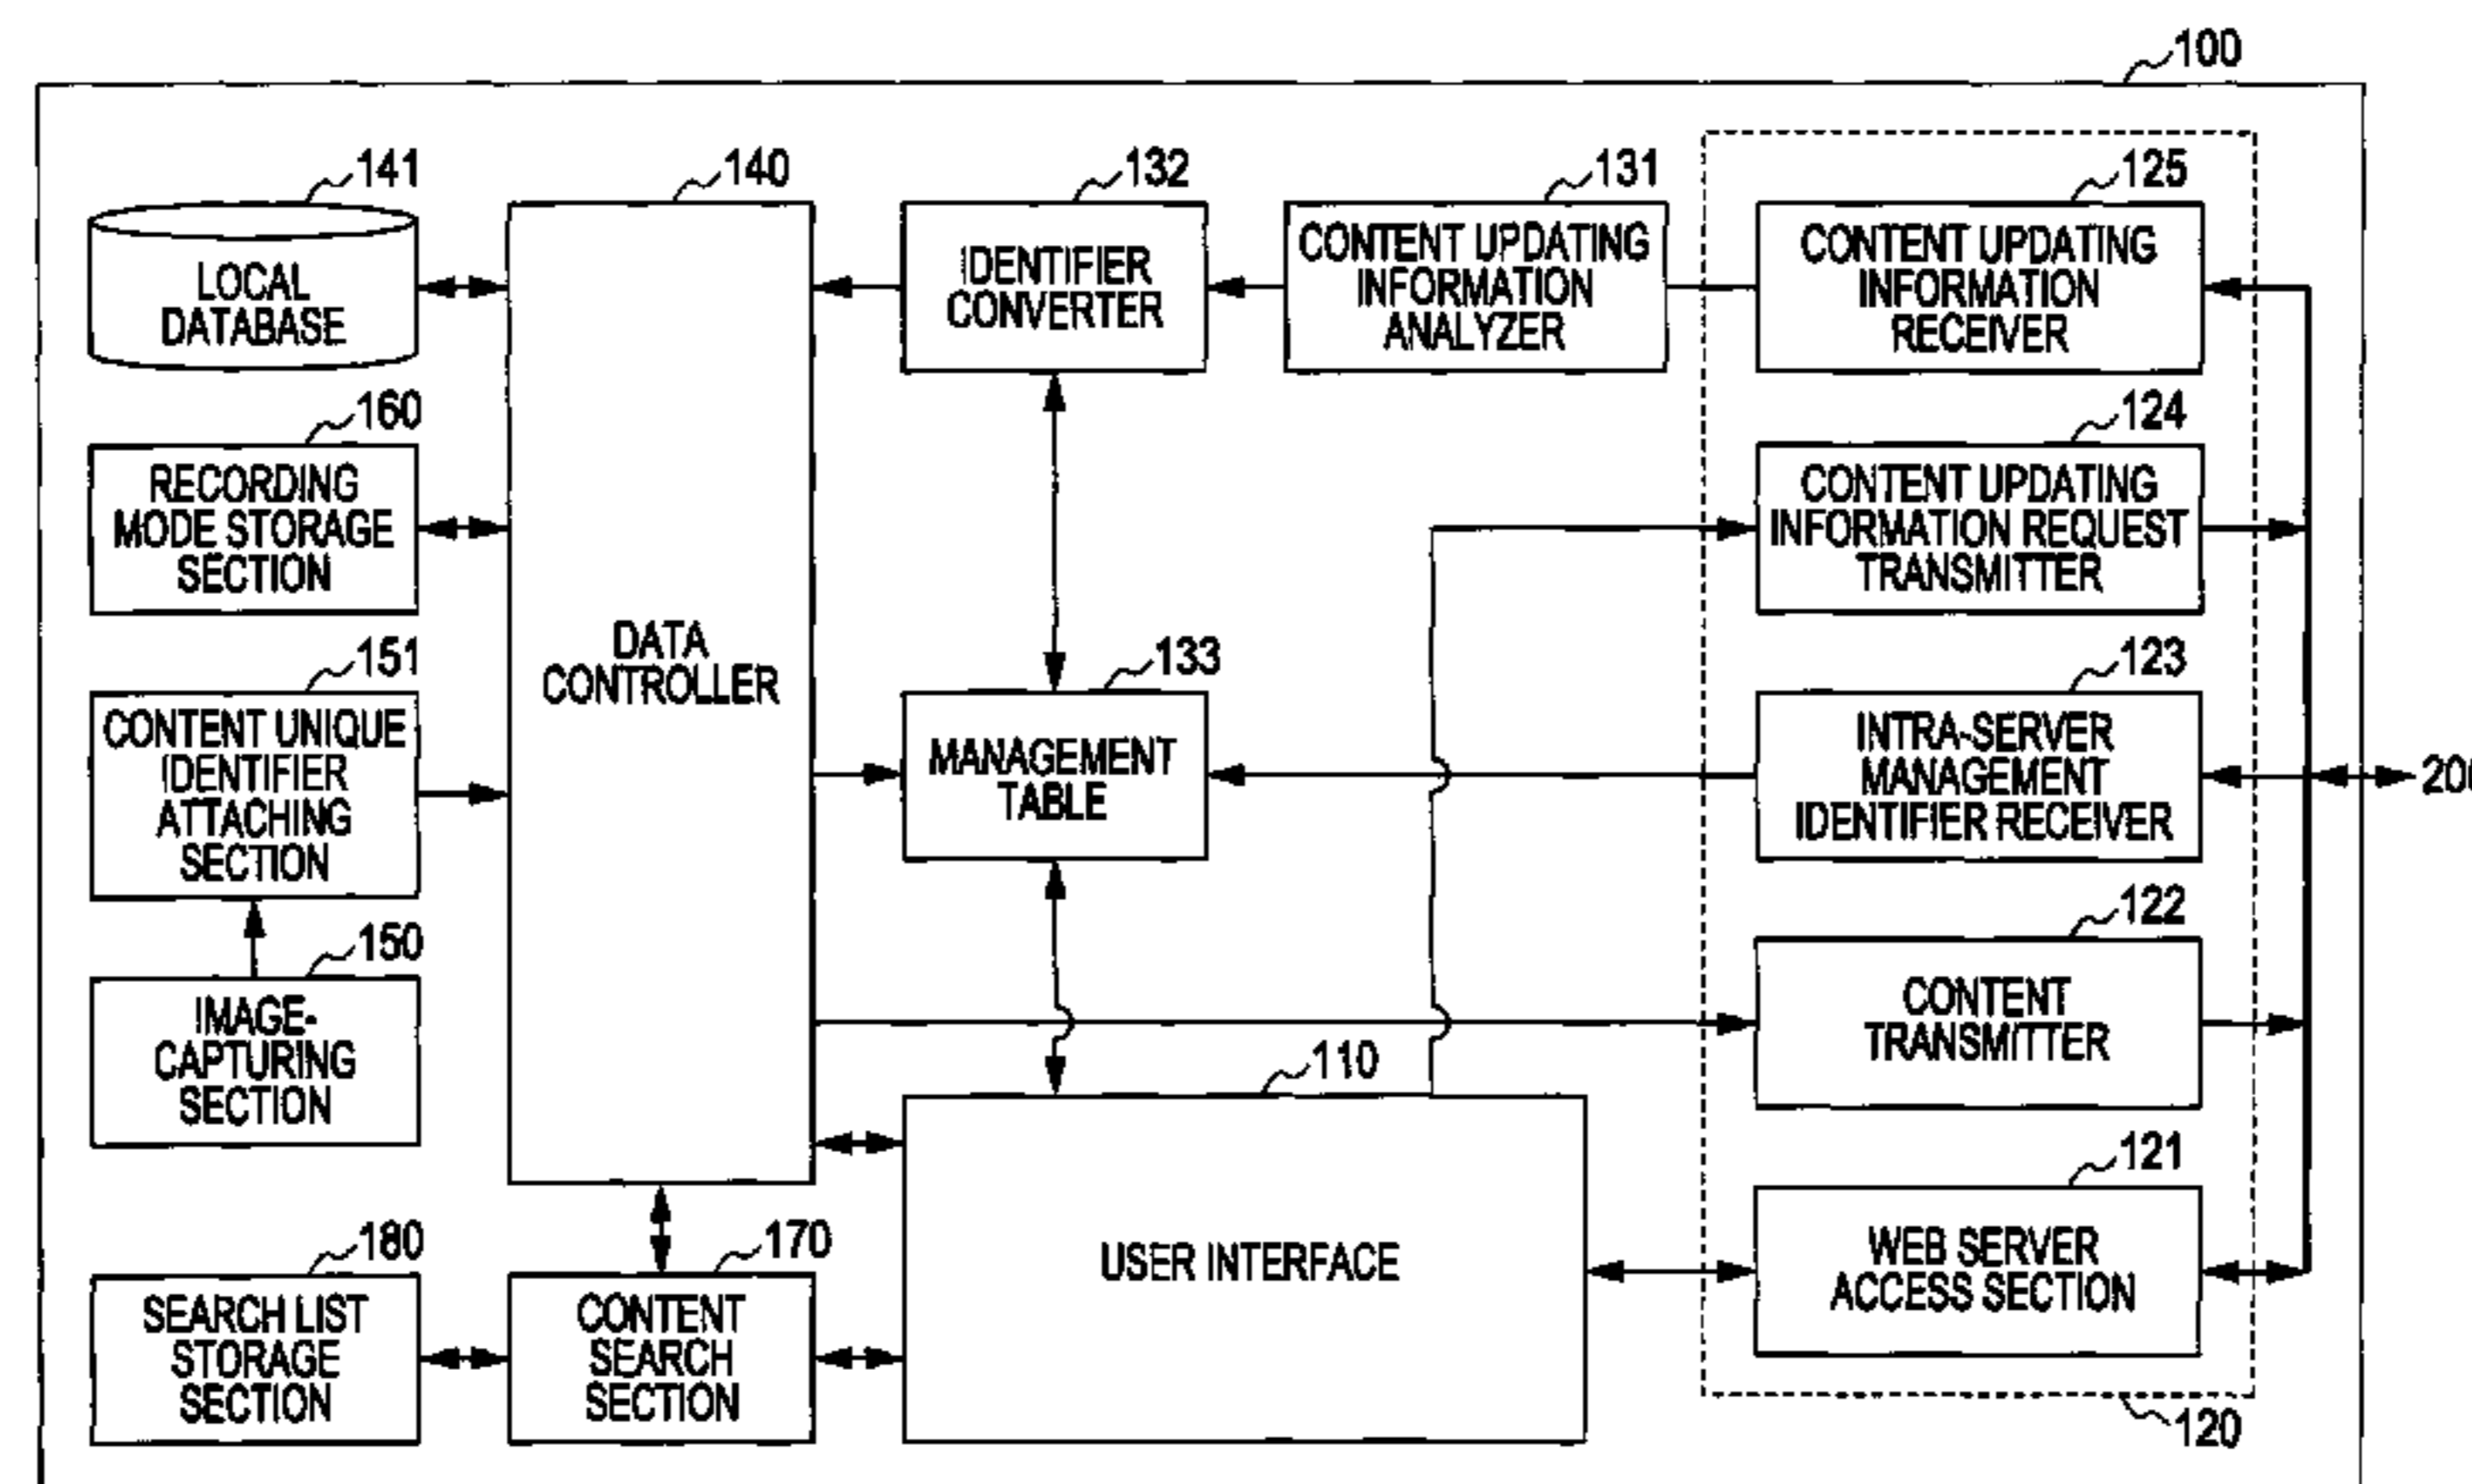 100
141
LOCAL
DATABASE
140
DATA
CONTROLLER
132
IDENTIFIER
CONVERTER
131
CONTENT UPDATING
INFORMATION
ANALYZER
125
CONTENT UPDATING
INFORMATION
RECEIVER
160
RECORDING
MODE STORAGE
SECTION
124
CONTENT UPDATING
INFORMATION REQUEST
TRANSMITTER
151
CONTENT UNIQUE
IDENTIFIER
ATTACHING
SECTION
133
MANAGEMENT
TABLE
123
INTRA-SERVER
MANAGEMENT
IDENTIFIER RECEIVER
150
IMAGE-
CAPTURING
SECTION
122
CONTENT
TRANSMITTER
110
USER INTERFACE
121
WEB SERVER
ACCESS SECTION
180
SEARCH LIST
STORAGE
SECTION
170
CONTENT
SEARCH
SECTION
120